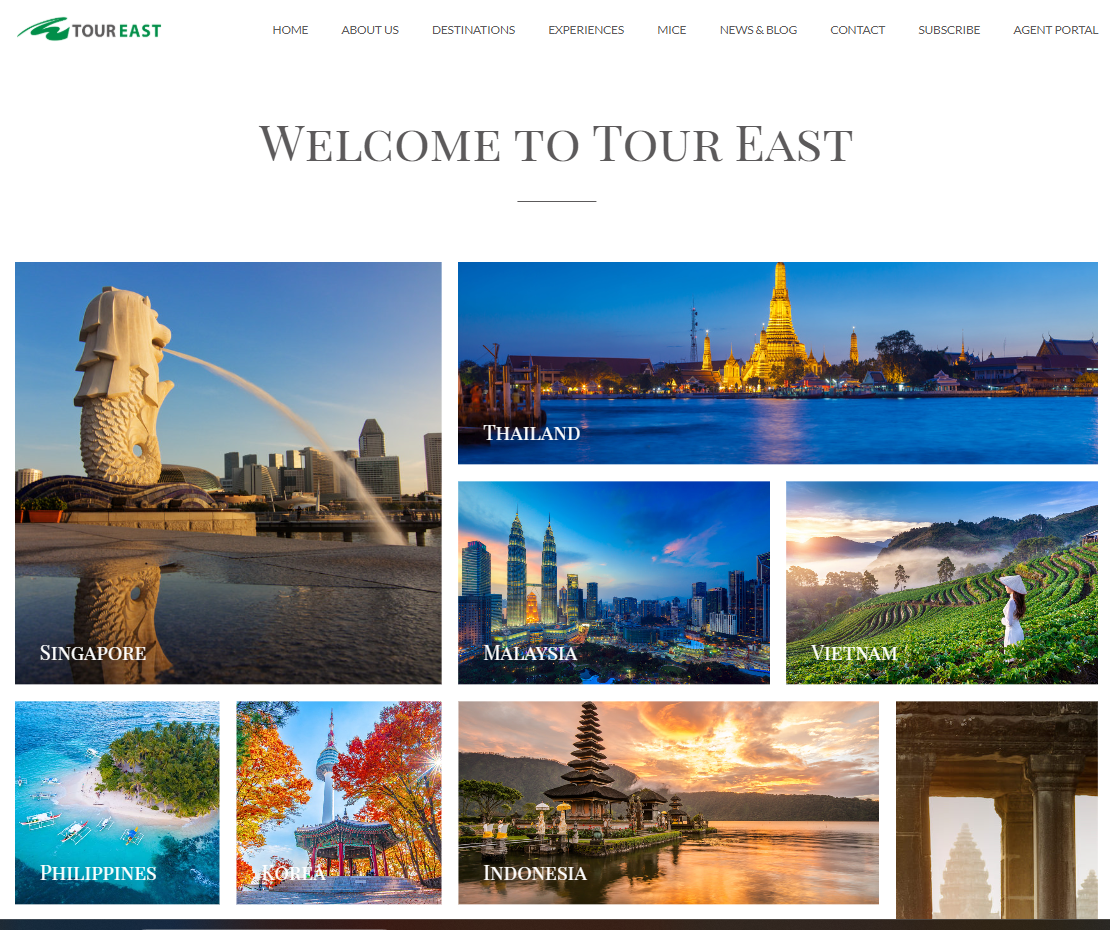 TOUR EAST
HOME ABOUT US DESTINATIONS EXPERIENCES MICE NEWS & BLOG CONTACT SUBSCRIBE AGENT PORTAL
Welcome to Tour East
Singapore
Thailand
Malaysia
Vietnam
Philippines
Korea
Indonesia